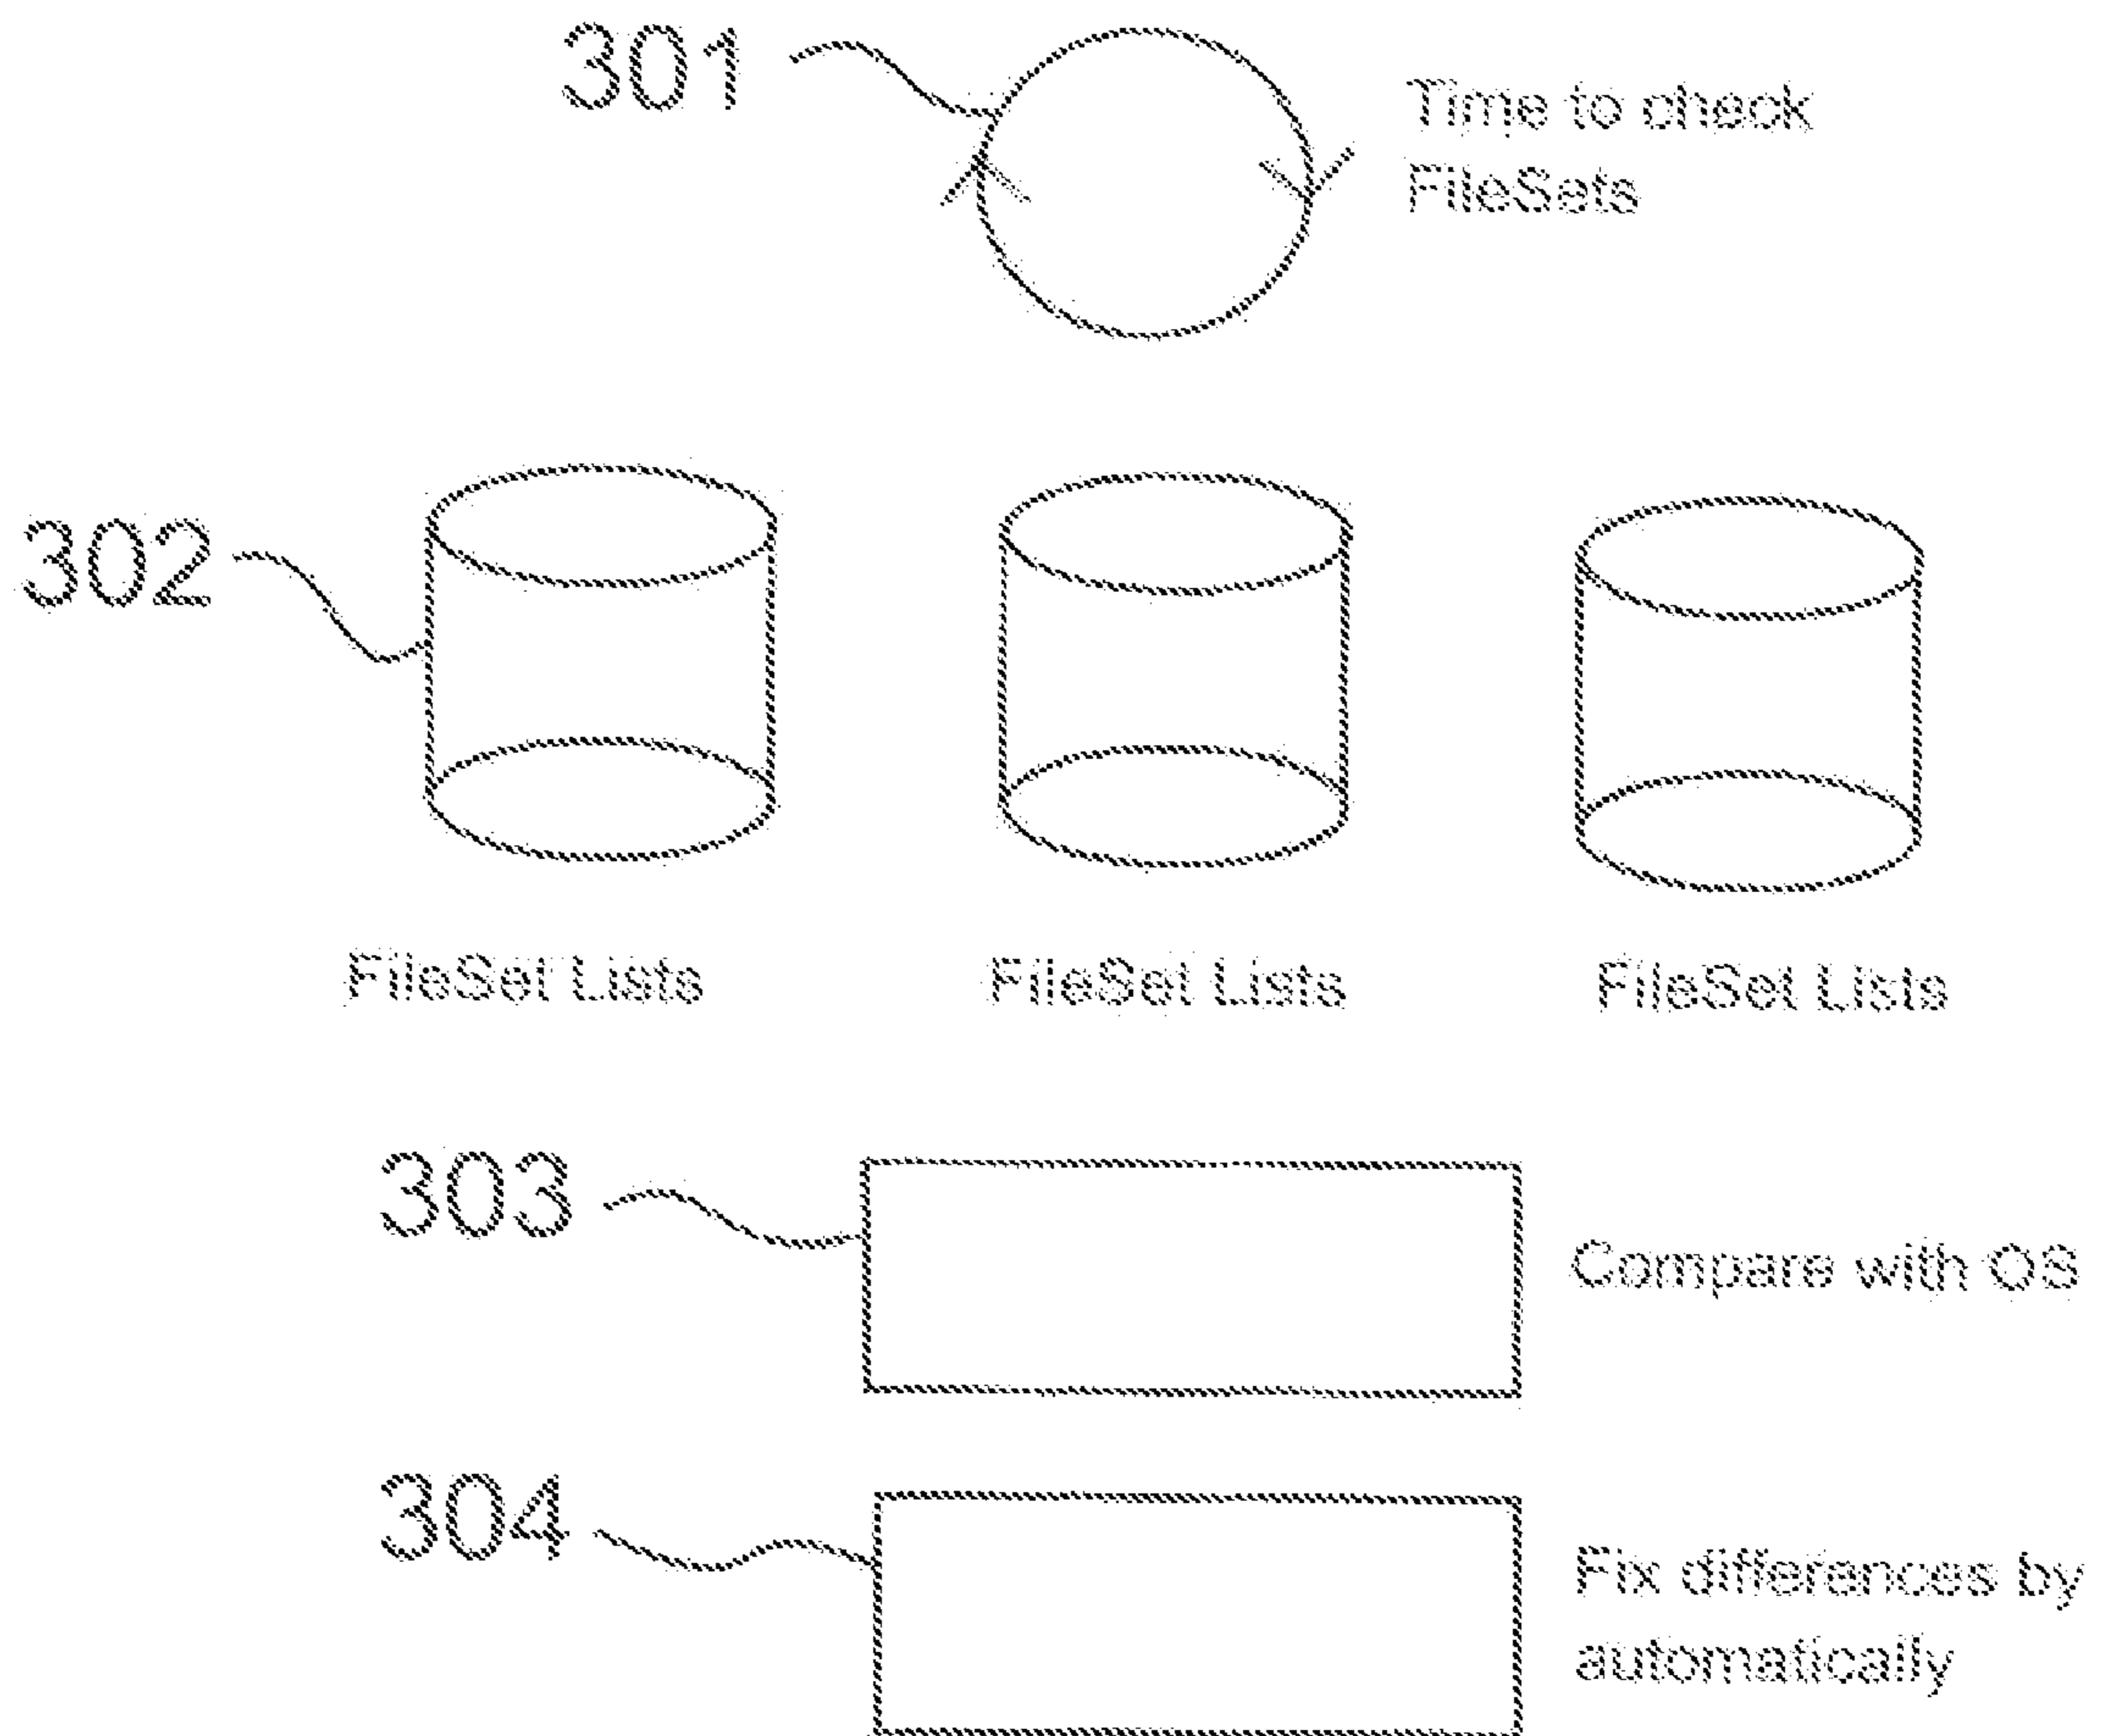 301
Time to check
FileSets
302
FileSet Lists
FileSet Lists
FileSet Lists
303
Compare with OS
304
Fix differences by
automatically